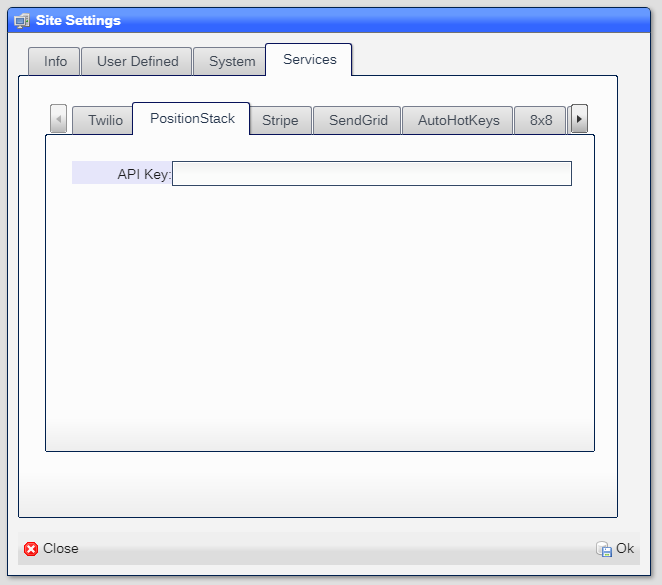 Site Settings
Info User Defined System Services
Twilio PositionStack Stripe SendGrid AutoHotKeys 8x8
API Key:
Close Ok